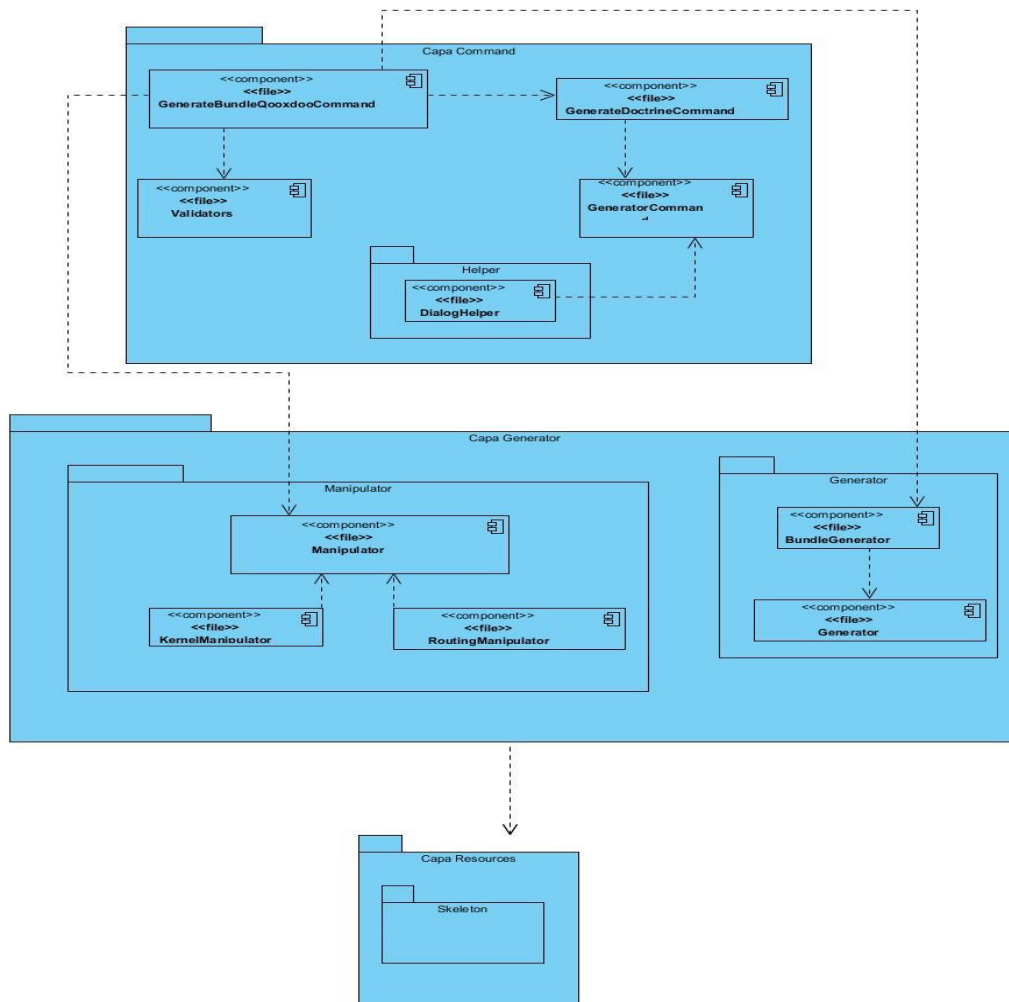 Capa Command
<<component>>
<<file>>
GenerateBundleQooxdooCommand
<<component>>
<<file>>
GenerateDoctrineCommand
<<component>>
<<file>>
Validators
<<component>>
<<file>>
GeneratorComman
Helper
<<component>>
<<file>>
DialogHelper
Capa Generator
Manipulator
<<component>>
<<file>>
Manipulator
<<component>>
<<file>>
KernelManipulator
<<component>>
<<file>>
RoutingManipulator
Generator
<<component>>
<<file>>
BundleGenerator
<<component>>
<<file>>
Generator
Capa Resources
Skeleton